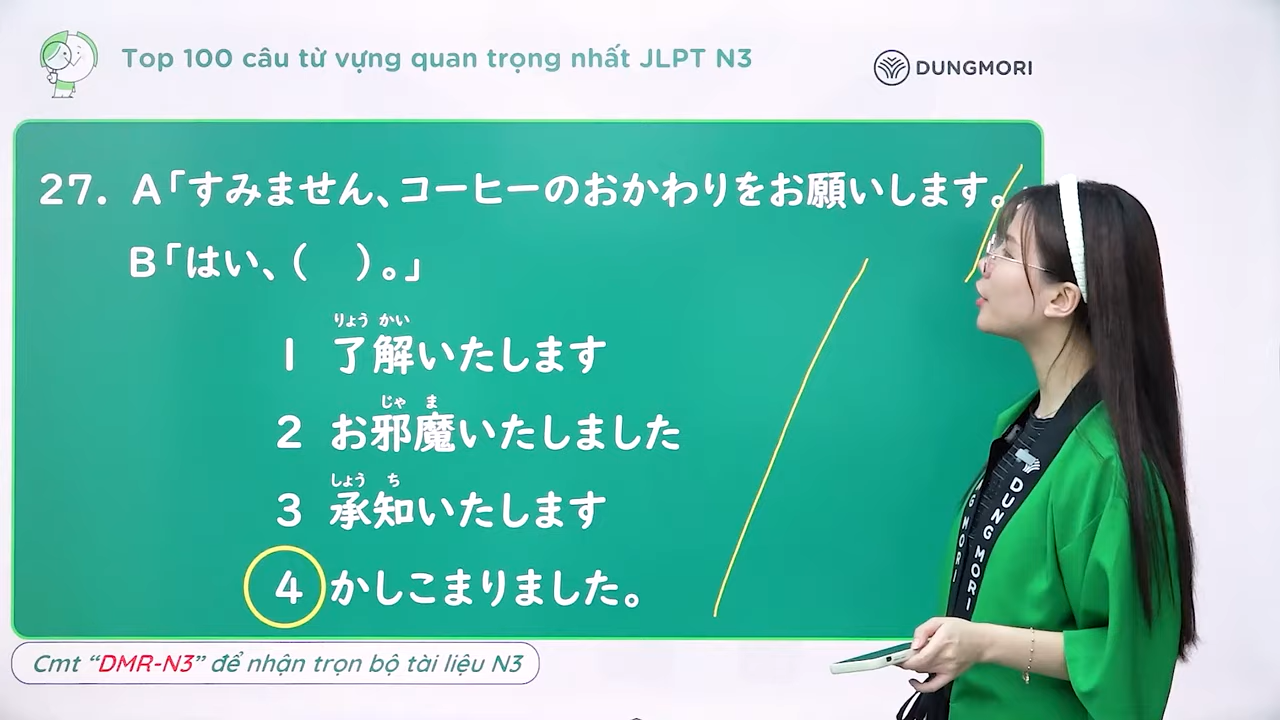 Top 100 câu từ vựng quan trọng nhất JLPT N3
DUNGMORI
27. A「すみません、コーヒーのおかわりをお願いします。
B「はい、(　)。」
りょう かい
1 了解いたします
じゃ ま
2 お邪魔いたしました
しょう ち
3 承知いたします
4 かしこまりました。
Cmt “DMR-N3” để nhận trọn bộ tài liệu N3
DUNG MORI
G MORI